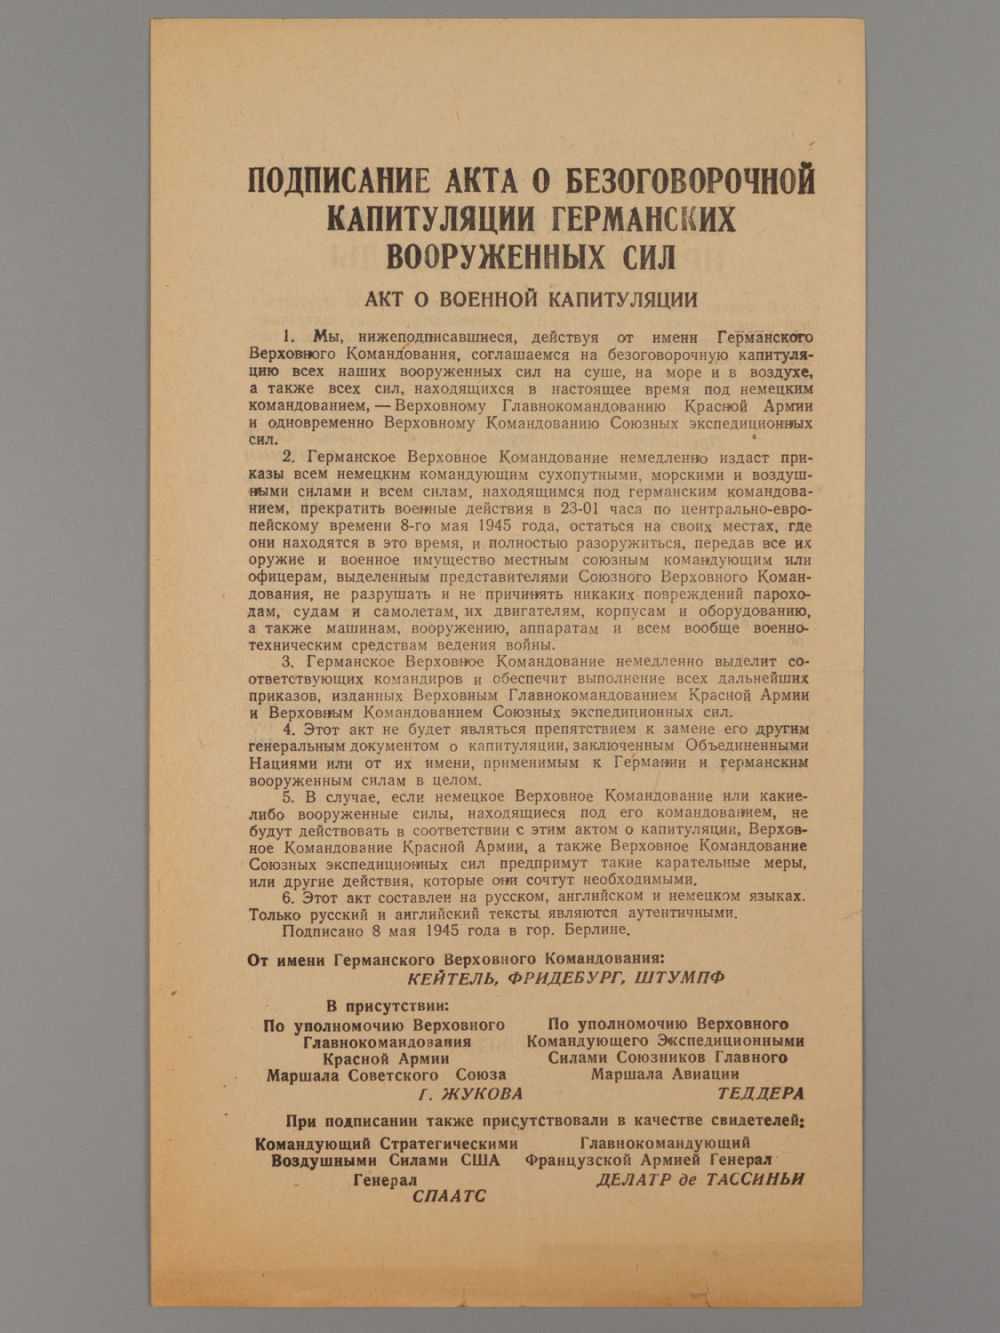 ПОДПИСАНИЕ АКТА О БЕЗОГОВОРОЧНОЙ
КАПИТУЛЯЦИИ ГЕРМАНСКИХ
ВООРУЖЕННЫХ СИЛ
АКТ О ВОЕННОЙ КАПИТУЛЯЦИИ
1. Мы, нижеподписавшиеся, действуя от имени Германского
Верховного Командования, соглашаемся на безоговорочную капитуля-
цию всех наших вооруженных сил на суше, на море и в воздухе,
а также всех сил, находящихся в настоящее время под немецким
командованием, — Верховному Главнокомандованию Красной Армии
и одновременно Верховному Командованию Союзных экспедиционных
сил.
2. Германское Верховное Командование немедленно издаст при-
казы всем немецким командующим сухопутными, морскими и воздуш-
ными силами и всем силам, находящимся под германским командова-
нием, прекратить военные действия в 23-01 часа по центрально-евро-
пейскому времени 8-го мая 1945 года, остаться на своих местах, где
они находятся в это время, и полностью разоружиться, передав все их
оружие и военное имущество местным союзным командующим или
офицерам, выделенным представителями Союзного Верховного Коман-
дования, не разрушать и не причинять никаких повреждений парохо-
дам, судам и самолетам, их двигателям, корпусам и оборудованию,
а также машинам, вооружению, аппаратам и всем вообще военно-
техническим средствам ведения войны.
3. Германское Верховное Командование немедленно выделит со-
ответствующих командиров и обеспечит выполнение всех дальнейших
приказов, изданных Верховным Главнокомандованием Красной Армии
и Верховным Командованием Союзных экспедиционных сил.
4. Этот акт не будет являться препятствием к замене его другим
генеральным документом о капитуляции, заключенным Объединенными
Нациями или от их имени, применимым к Германии и германским
вооруженным силам в целом.
5. В случае, если немецкое Верховное Командование или какие-
либо вооруженные силы, находящиеся под его командованием, не
будут действовать в соответствии с этим актом о капитуляции, Верхов-
ное Командование Красной Армии, а также Верховное Командование
Союзных экспедиционных сил предпримут такие карательные меры,
или другие действия, которые они сочтут необходимыми.
6. Этот акт составлен на русском, английском и немецком языках.
Только русский и английский тексты являются аутентичными.
Подписано 8 мая 1945 года в гор. Берлине.
От имени Германского Верховного Командования:
КЕЙТЕЛЬ, ФРИДЕБУРГ, ШТУМПФ
В присутствии:
По уполномочию Верховного
Главнокомандования
Красной Армии
Маршала Советского Союза
Г. ЖУКОВА
По уполномочию Верховного
Командующего Экспедиционными
Силами Союзников Главного
Маршала Авиации
ТЕДДЕРА
При подписании также присутствовали в качестве свидетелей:
Командующий Стратегическими
Воздушными Силами США
Генерал
СПААТС
Главнокомандующий
Французской Армией Генерал
ДЕЛАТР де ТАССИНЬИ